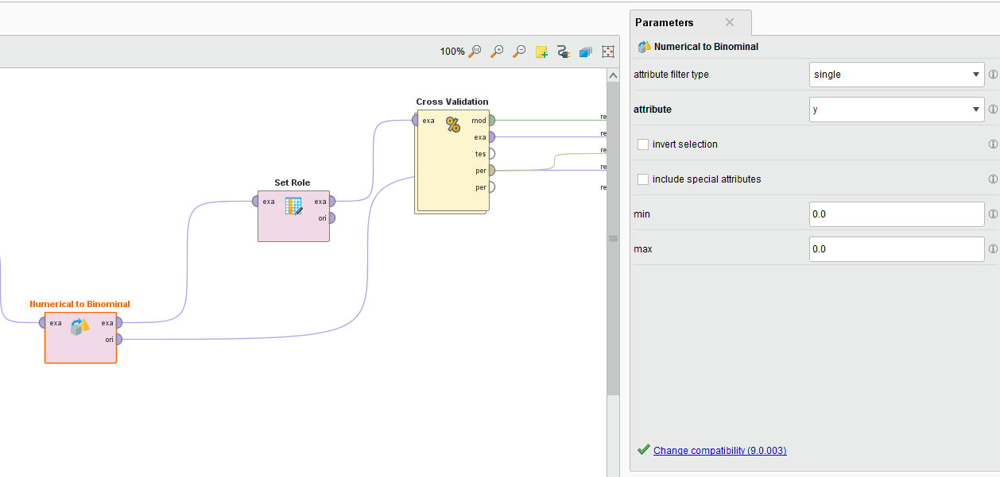 100%
Cross Validation
exa
mod
exa
tes
per
per
re
re
re
re
re
Set Role
exa
exa
ori
Numerical to Binominal
exa
exa
ori
Parameters
Numerical to Binominal
attribute filter type
single
attribute
y
invert selection
include special attributes
min
0.0
max
0.0
Change compatibility (9.0.003)